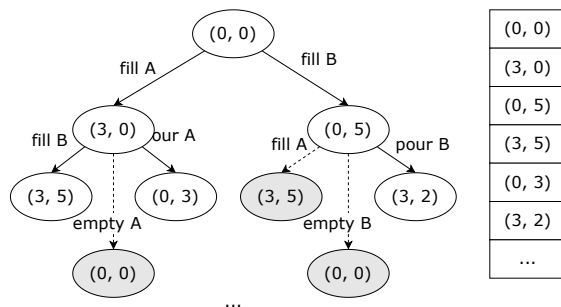 (0, 0)
fill A
fill B
(3, 0)
(0, 5)
fill B
our A
fill A
pour B
(3, 5)
(0, 3)
(3, 5)
(3, 2)
empty A
empty B
(0, 0)
(0, 0)
...
(0, 0)
(3, 0)
(0, 5)
(3, 5)
(0, 3)
(3, 2)
...